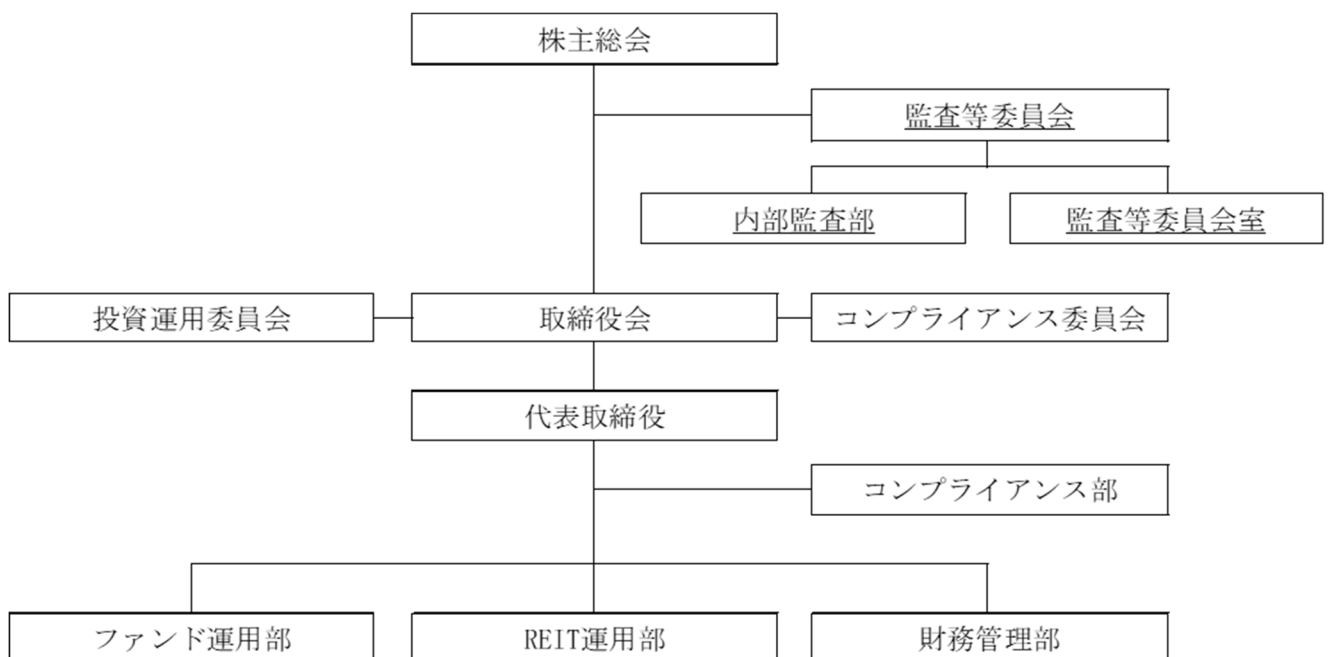 株主総会
監査等委員会
内部監査部
監査等委員会室
投資運用委員会
取締役会
コンプライアンス委員会
代表取締役
コンプライアンス部
ファンド運用部
REIT運用部
財務管理部